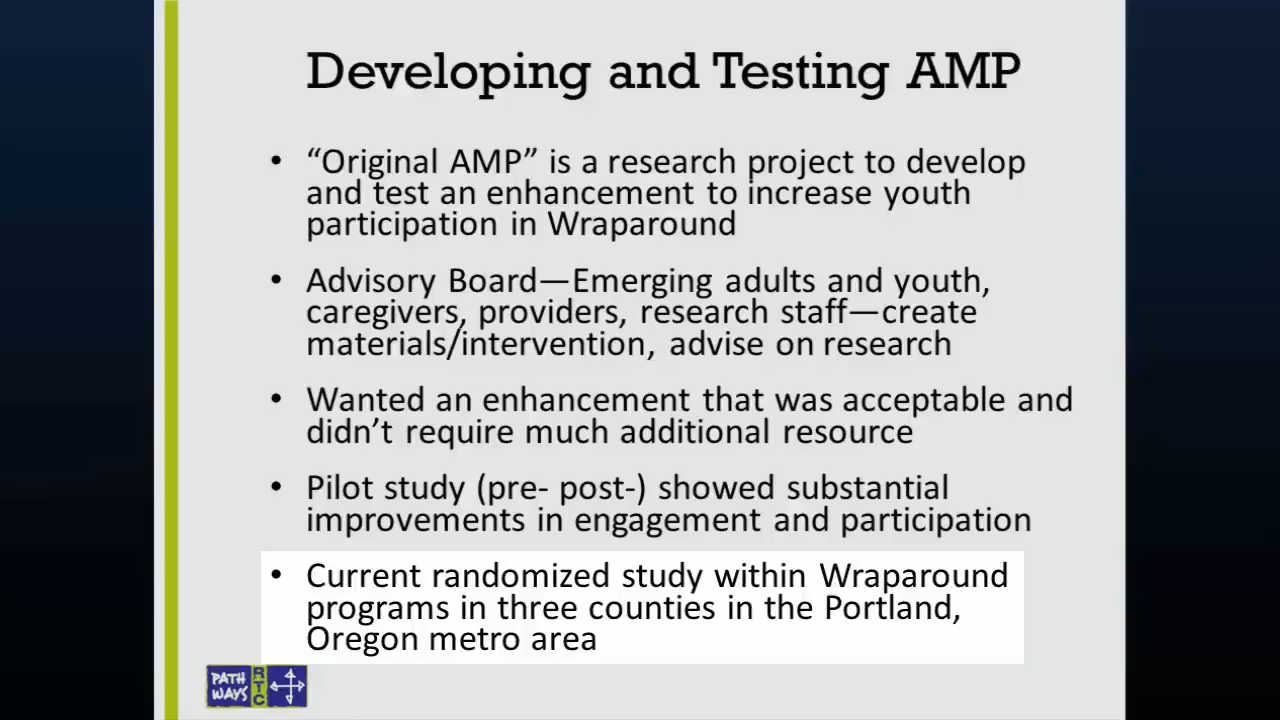 Developing and Testing AMP
• “Original AMP” is a research project to develop
and test an enhancement to increase youth
participation in Wraparound
• Advisory Board—Emerging adults and youth,
caregivers, providers, research staff—create
materials/intervention, advise on research
• Wanted an enhancement that was acceptable and
didn’t require much additional resource
• Pilot study (pre- post-) showed substantial
improvements in engagement and participation
• Current randomized study within Wraparound
programs in three counties in the Portland,
Oregon metro area
PATH
WAYS
RTC